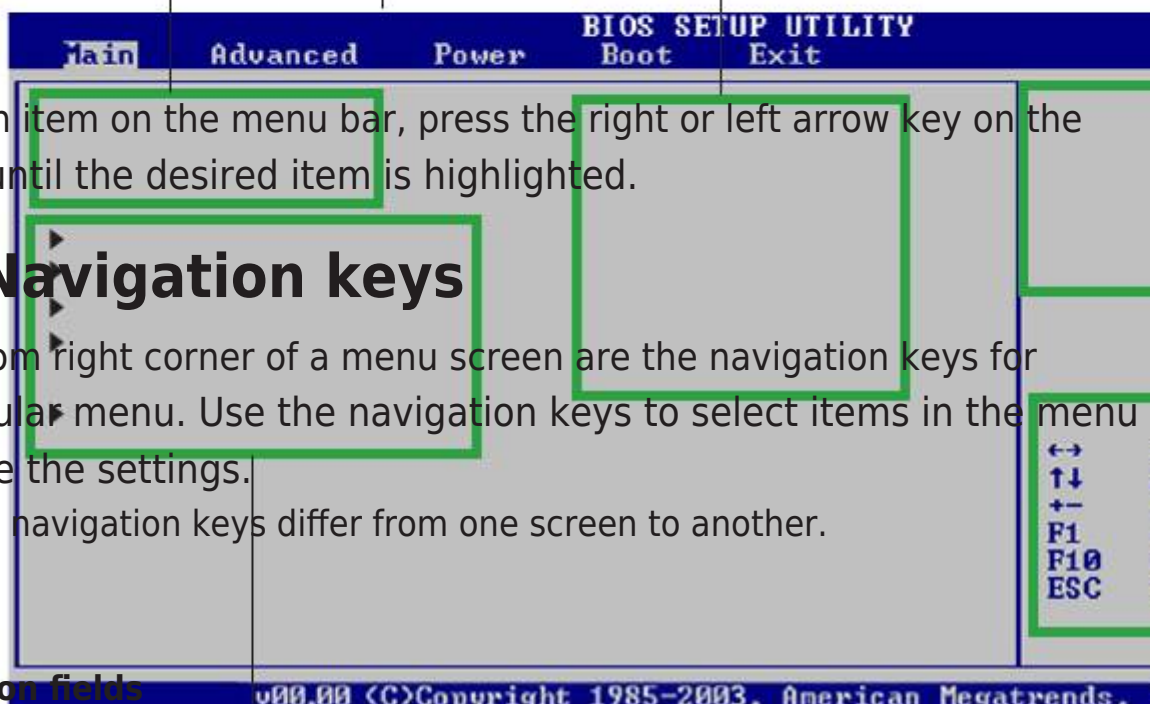 BIOS SETUP UTILITY
Main Advanced Power Boot Exit
item on the menu bar, press the right or left arrow key on the
until the desired item is highlighted.
Navigation keys
right corner of a menu screen are the navigation keys for
menu. Use the navigation keys to select items in the menu
the settings.
navigation keys differ from one screen to another.
←→
↑↓
+-
F1
F10
ESC
fields
v00.00 (C)Copyright 1985-2003, American Megatrends,